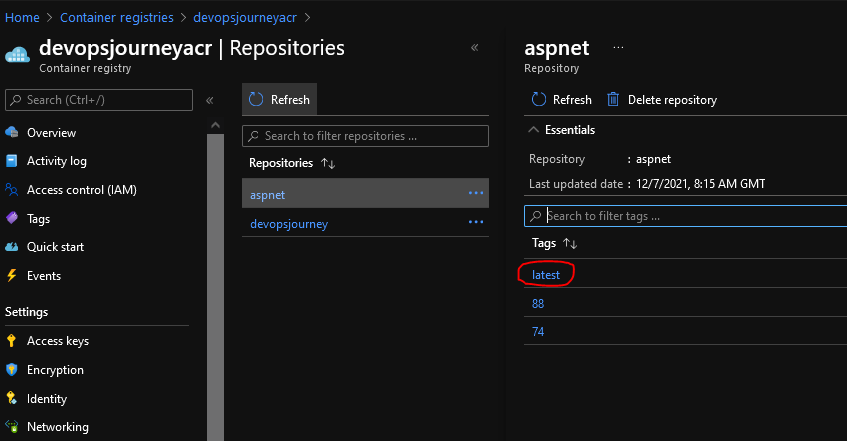 Home > Container registries > devopsjourneyacr >
devopsjourneyacr | Repositories
Container registry
Search (Ctrl+/)
Overview
Activity log
Access control (IAM)
Tags
Quick start
Events
Settings
Access keys
Encryption
Identity
Networking
Refresh
Search to filter repositories ...
Repositories ↑↓
aspnet ...
devopsjourney ...
aspnet ...
Repository
Refresh Delete repository
Essentials
Repository : aspnet
Last updated date : 12/7/2021, 8:15 AM GMT
Search to filter tags ...
Tags ↑↓
latest
88
74